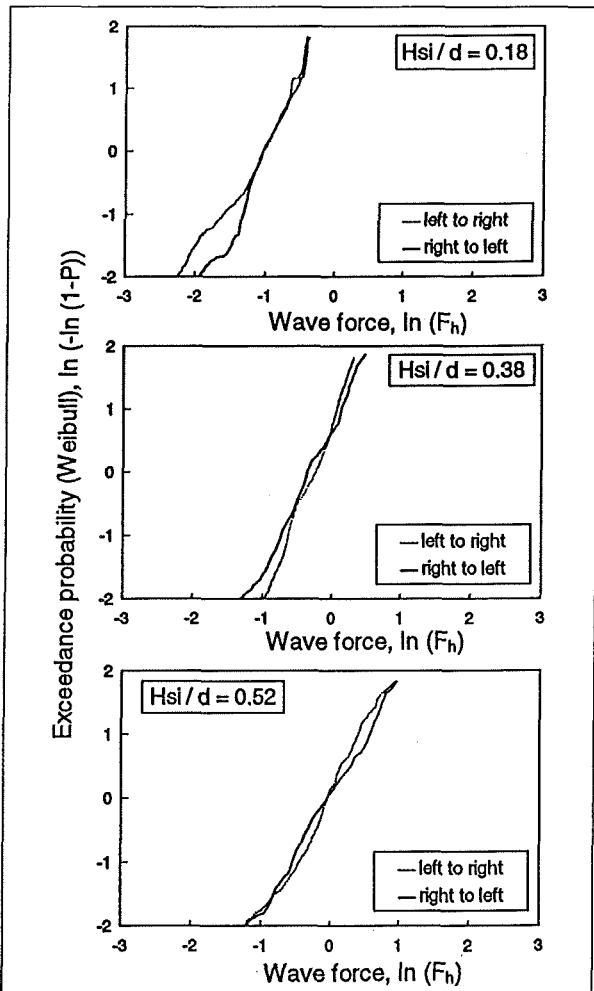 Exceedance probability (Weibull), ln (-ln (1-P))
2
1
0
-1
-2
Hsi / d = 0.18
left to right
right to left
-3 -2 -1 0 1 2 3
Wave force, ln (Fₕ)
2
1
0
-1
-2
Hsi / d = 0.38
left to right
right to left
-3 -2 -1 0 1 2 3
Wave force, ln (Fₕ)
2
1
0
-1
-2
Hsi / d = 0.52
left to right
right to left
-3 -2 -1 0 1 2 3
Wave force, ln (Fₕ)